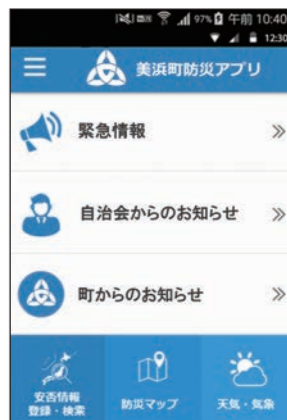 97% 午前 10:40
12:30
美浜町防災アプリ
緊急情報
自治会からのお知らせ
町からのお知らせ
安否情報
登録・検索
防災マップ
天気・気象